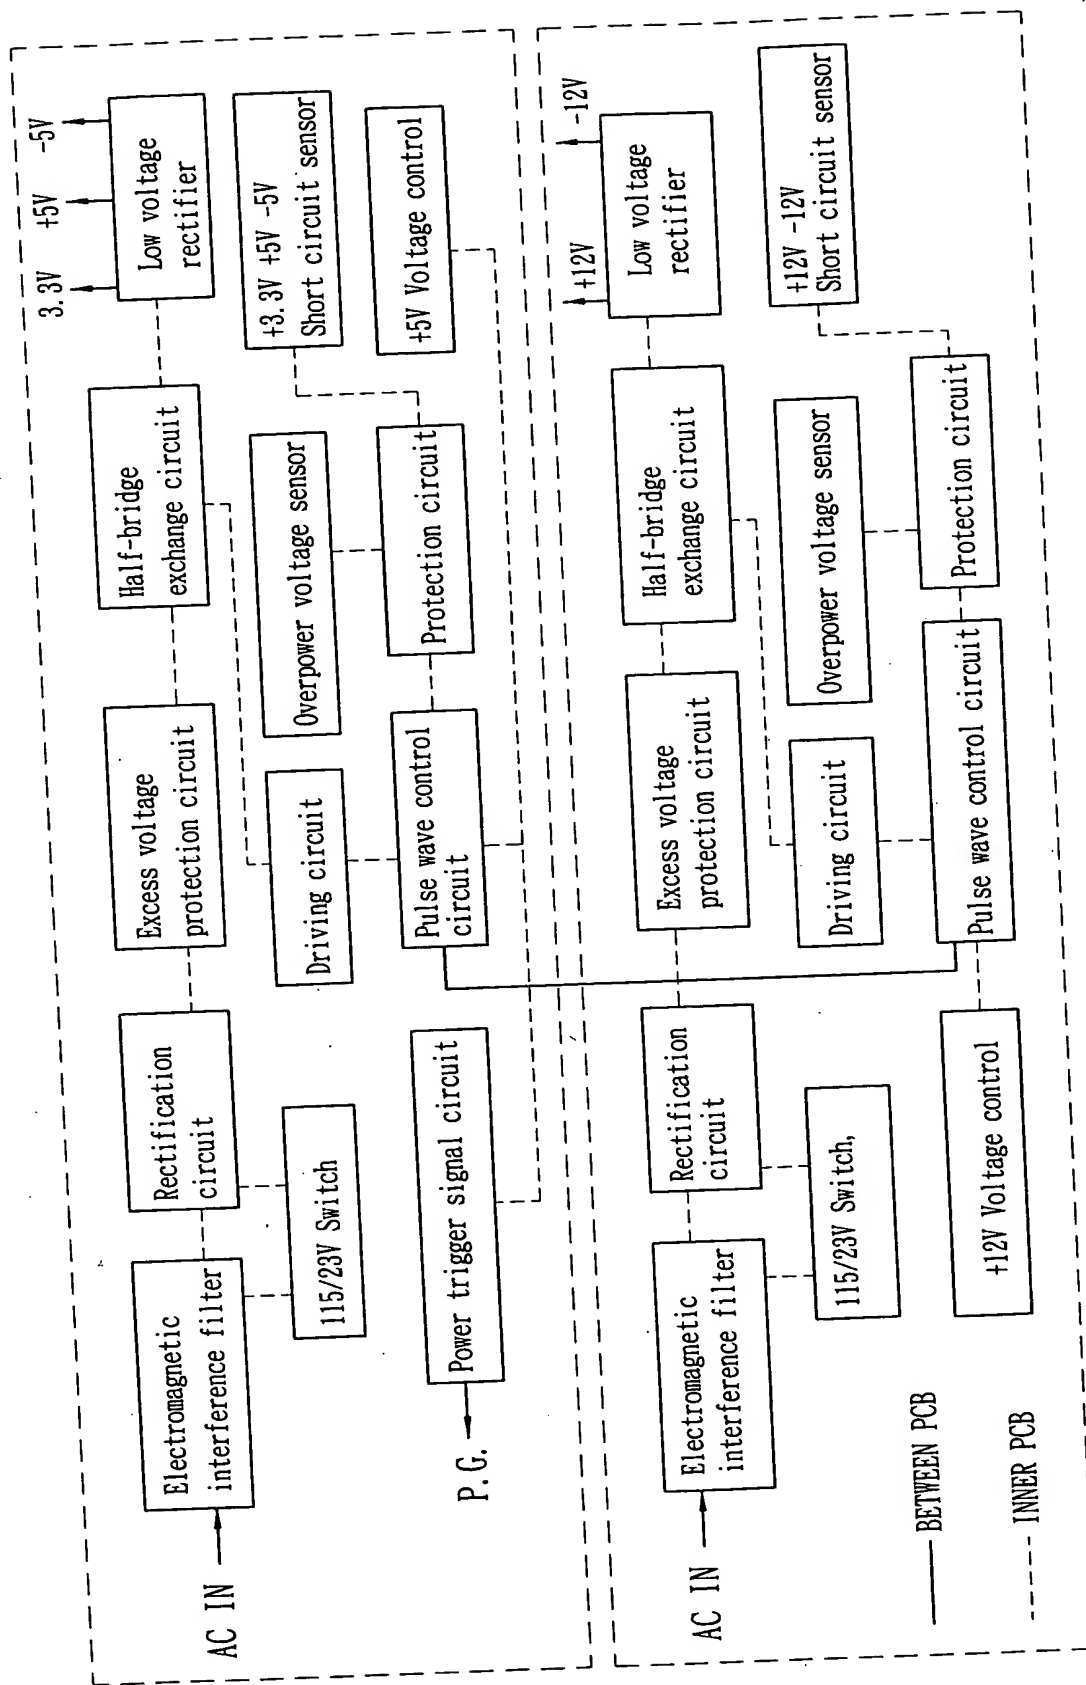 3.3V
+5V
-5V
AC IN
Electromagnetic
interference filter
Rectification
circuit
Excess voltage
protection circuit
Half-bridge
exchange circuit
Low voltage
rectifier
115/23V Switch
Driving circuit
Overpower voltage sensor
+3.3V +5V -5V
Short circuit sensor
P.G.
Power trigger signal circuit
Pulse wave control
circuit
Protection circuit
+5V Voltage control
+12V
-12V
AC IN
Electromagnetic
interference filter
Rectification
circuit
Excess voltage
protection circuit
Half-bridge
exchange circuit
Low voltage
rectifier
115/23V Switch,
Driving circuit
Overpower voltage sensor
+12V -12V
Short circuit sensor
+12V Voltage control
Pulse wave control circuit
Protection circuit
BETWEEN PCB
INNER PCB